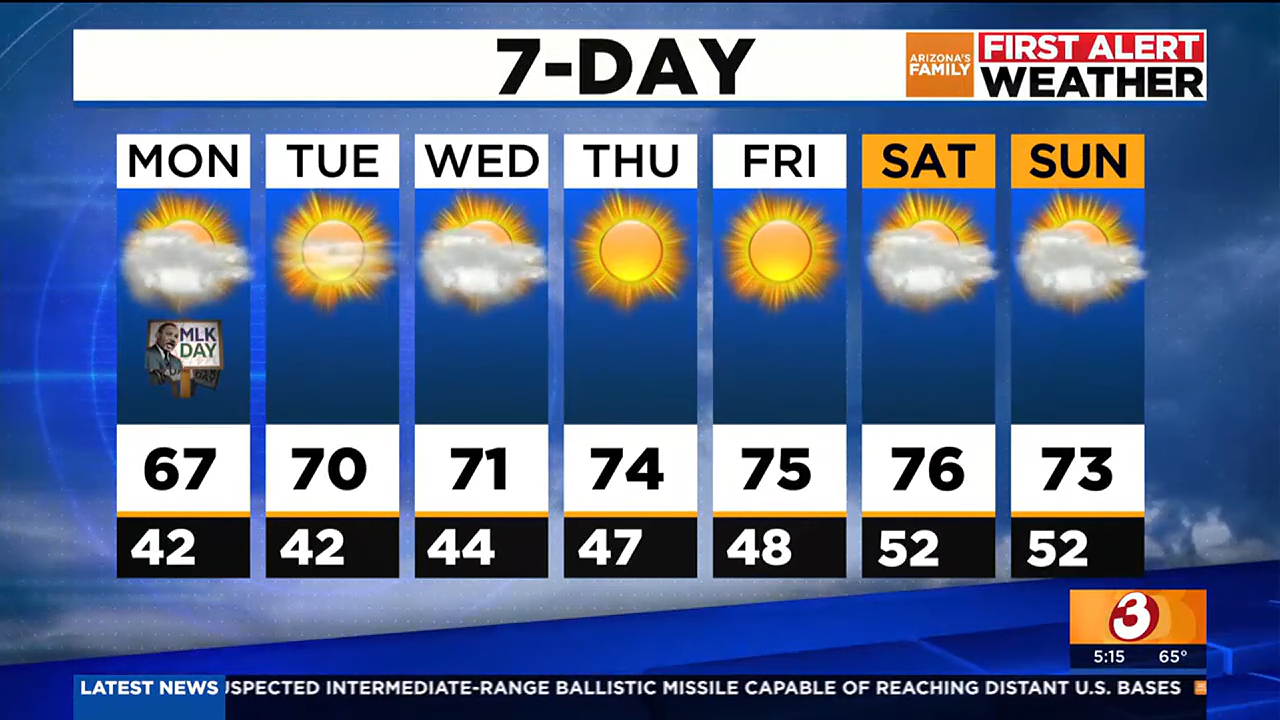 7-DAY
ARIZONA'S
FAMILY
FIRST ALERT
WEATHER
MON TUE WED THU FRI SAT SUN
MLK
DAY
DAY
67 70 71 74 75 76 73
42 42 44 47 48 52 52
3
5:15 65°
LATEST NEWS USPECTED INTERMEDIATE-RANGE BALLISTIC MISSILE CAPABLE OF REACHING DISTANT U.S. BASES